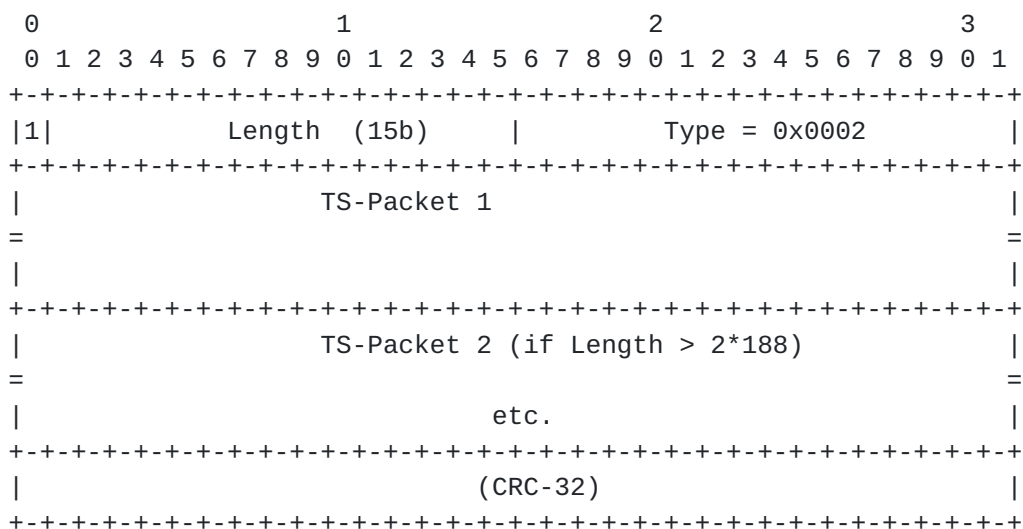 0                   1                   2                   3
 0 1 2 3 4 5 6 7 8 9 0 1 2 3 4 5 6 7 8 9 0 1 2 3 4 5 6 7 8 9 0 1
+-+-+-+-+-+-+-+-+-+-+-+-+-+-+-+-+-+-+-+-+-+-+-+-+-+-+-+-+-+-+-+-+
|1|           Length  (15b)     |         Type = 0x0002         |
+-+-+-+-+-+-+-+-+-+-+-+-+-+-+-+-+-+-+-+-+-+-+-+-+-+-+-+-+-+-+-+-+
|                   TS-Packet 1                                 |
=                                                               =
|                                                               |
+-+-+-+-+-+-+-+-+-+-+-+-+-+-+-+-+-+-+-+-+-+-+-+-+-+-+-+-+-+-+-+-+
|                   TS-Packet 2 (if Length > 2*188)             |
=                                                               =
|                              etc.                             |
+-+-+-+-+-+-+-+-+-+-+-+-+-+-+-+-+-+-+-+-+-+-+-+-+-+-+-+-+-+-+-+-+
|                             (CRC-32)                          |
+-+-+-+-+-+-+-+-+-+-+-+-+-+-+-+-+-+-+-+-+-+-+-+-+-+-+-+-+-+-+-+-+